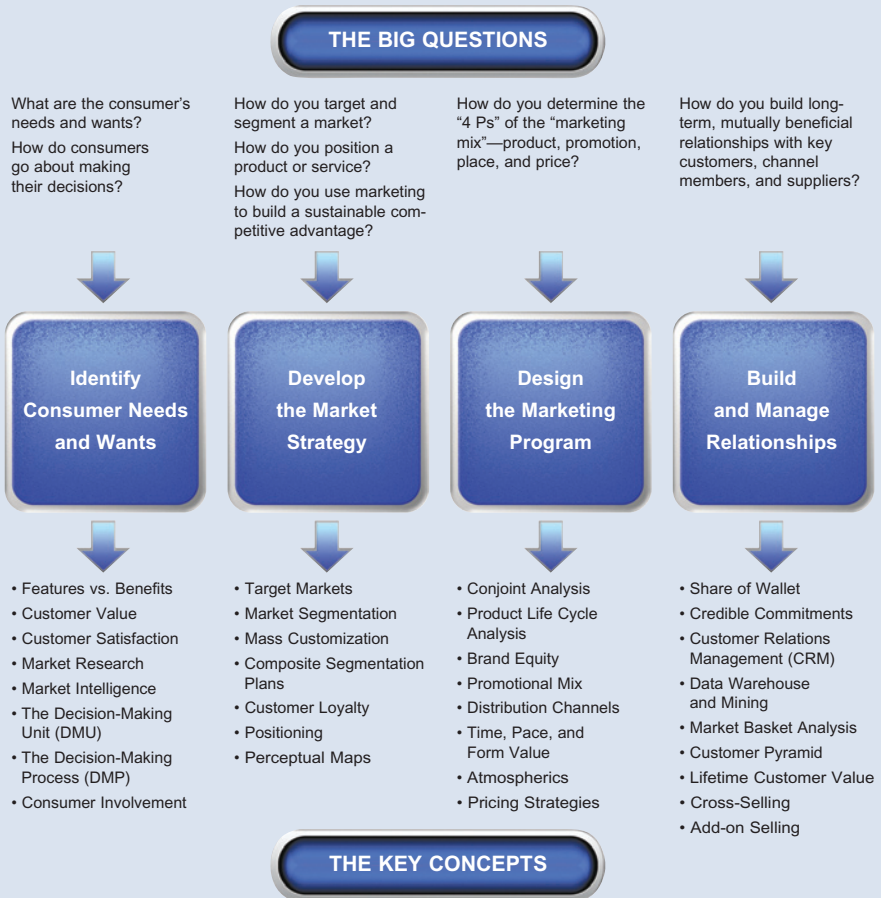 THE BIG QUESTIONS
What are the consumer's
needs and wants?
How do consumers
go about making
their decisions?
How do you target and
segment a market?
How do you position a
product or service?
How do you use marketing
to build a sustainable com-
petitive advantage?
How do you determine the
“4 Ps” of the “marketing
mix”—product, promotion,
place, and price?
How do you build long-
term, mutually beneficial
relationships with key
customers, channel
members, and suppliers?
Identify
Consumer Needs
and Wants
Develop
the Market
Strategy
Design
the Marketing
Program
Build
and Manage
Relationships
• Features vs. Benefits
• Customer Value
• Customer Satisfaction
• Market Research
• Market Intelligence
• The Decision-Making
Unit (DMU)
• The Decision-Making
Process (DMP)
• Consumer Involvement
• Target Markets
• Market Segmentation
• Mass Customization
• Composite Segmentation
Plans
• Customer Loyalty
• Positioning
• Perceptual Maps
• Conjoint Analysis
• Product Life Cycle
Analysis
• Brand Equity
• Promotional Mix
• Distribution Channels
• Time, Pace, and
Form Value
• Atmospherics
• Pricing Strategies
• Share of Wallet
• Credible Commitments
• Customer Relations
Management (CRM)
• Data Warehouse
and Mining
• Market Basket Analysis
• Customer Pyramid
• Lifetime Customer Value
• Cross-Selling
• Add-on Selling
THE KEY CONCEPTS